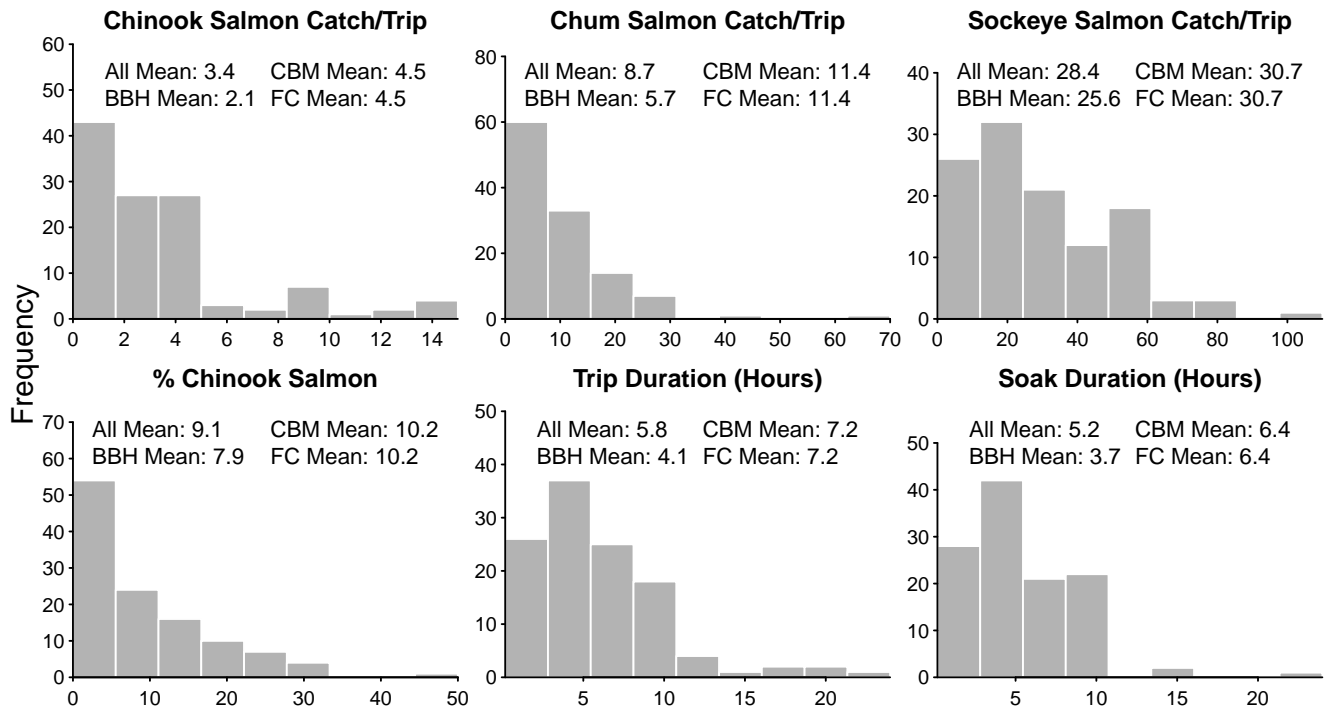 Chinook Salmon Catch/Trip
All Mean: 3.4 CBM Mean: 4.5
BBH Mean: 2.1 FC Mean: 4.5
60
50
40
30
20
10
0
0 2 4 6 8 10 12 14
Chum Salmon Catch/Trip
All Mean: 8.7 CBM Mean: 11.4
BBH Mean: 5.7 FC Mean: 11.4
80
60
40
20
0
0 10 20 30 40 50 60 70
Sockeye Salmon Catch/Trip
All Mean: 28.4 CBM Mean: 30.7
BBH Mean: 25.6 FC Mean: 30.7
40
30
20
10
0
0 20 40 60 80 100
Frequency
% Chinook Salmon
All Mean: 9.1 CBM Mean: 10.2
BBH Mean: 7.9 FC Mean: 10.2
70
60
50
40
30
20
10
0
0 10 20 30 40 50
Trip Duration (Hours)
All Mean: 5.8 CBM Mean: 7.2
BBH Mean: 4.1 FC Mean: 7.2
50
40
30
20
10
0
5 10 15 20
Soak Duration (Hours)
All Mean: 5.2 CBM Mean: 6.4
BBH Mean: 3.7 FC Mean: 6.4
50
40
30
20
10
0
5 10 15 20